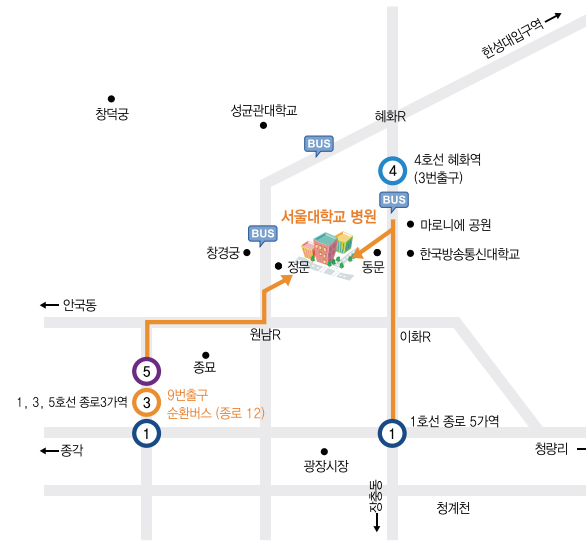 한성대입구역
창덕궁
성균관대학교
혜화R
BUS
4
4호선 혜화역
(3번출구)
BUS
서울대학교 병원
마로니에 공원
BUS
창경궁
정문
동문
한국방송통신대학교
안국동
원남R
이화R
5
종묘
1, 3, 5호선 종로3가역
3
9번출구
순환버스 (종로 12)
1
1
1호선 종로 5가역
종각
광장시장
청량리
장충동
청계천